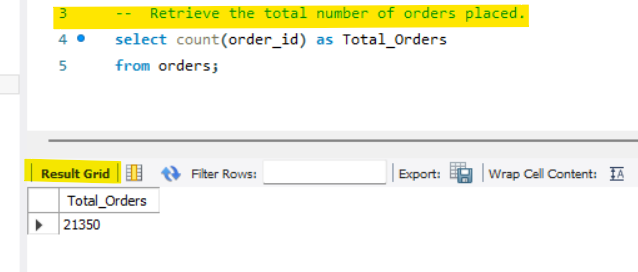 3 -- Retrieve the total number of orders placed.
4 select count(order_id) as Total_Orders
5 from orders;
Result Grid Filter Rows: Export: Wrap Cell Content: IA
Total_Orders
21350